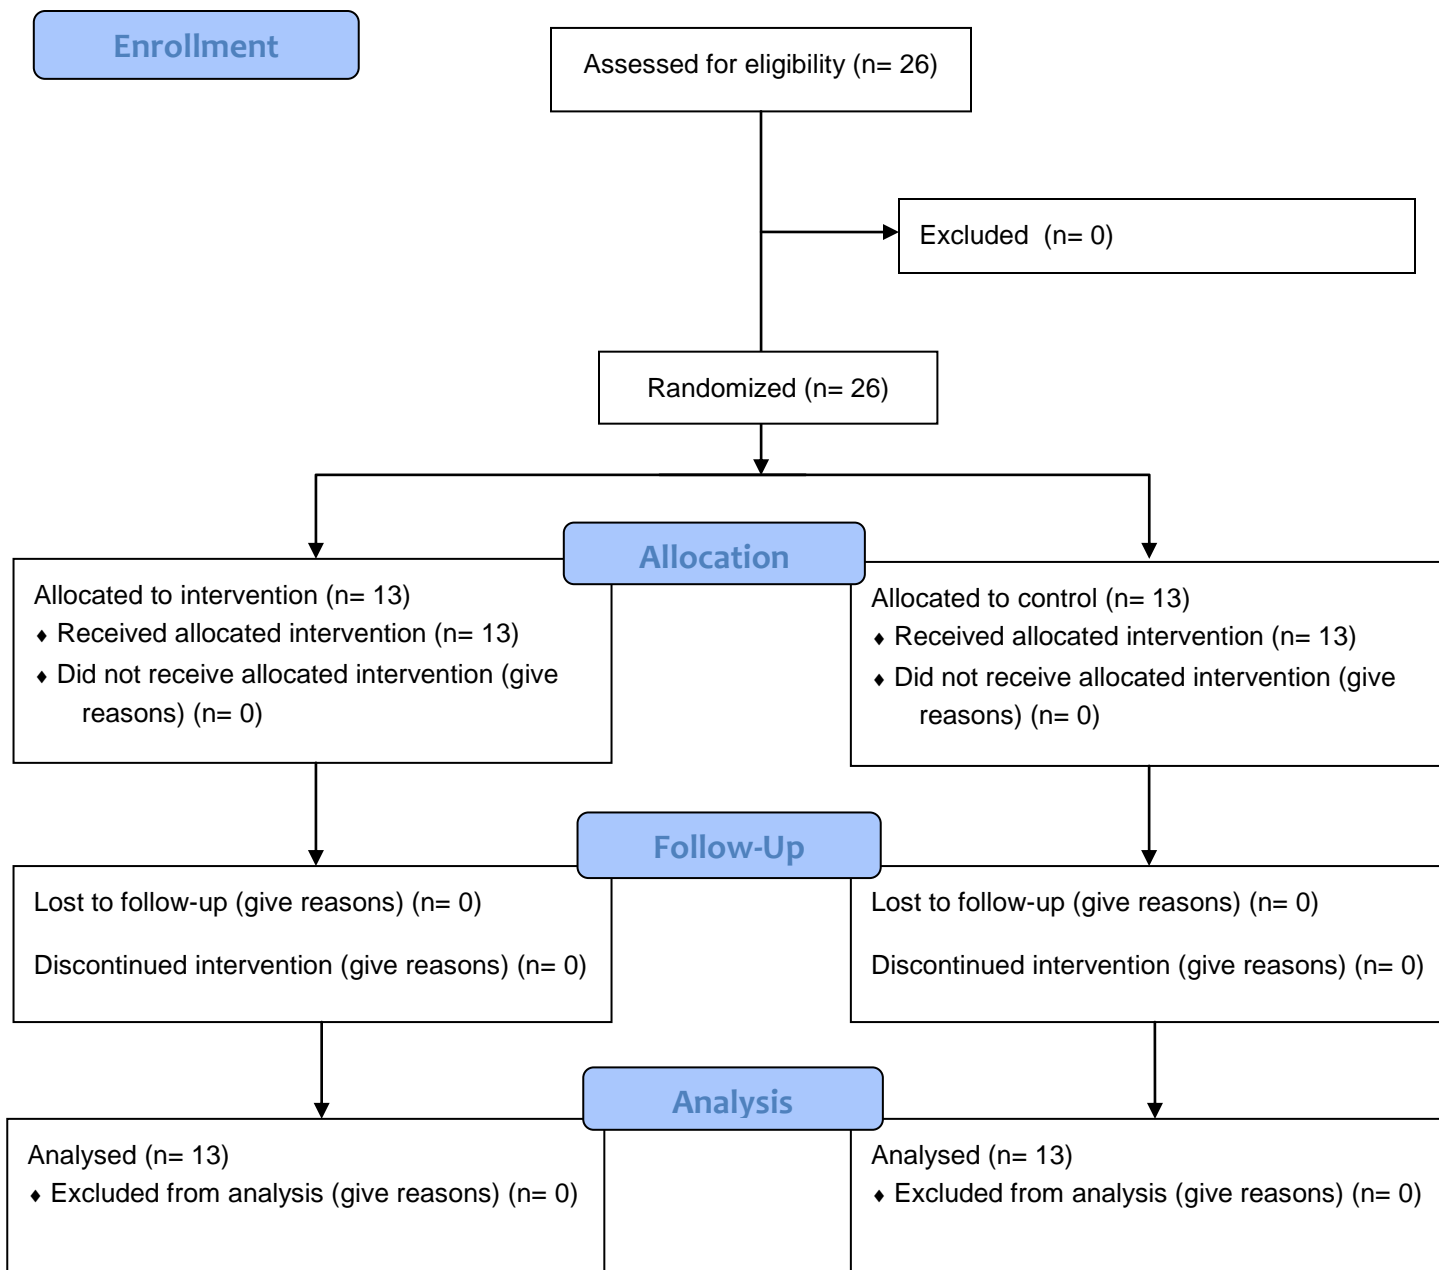 Enrollment
Assessed for eligibility (n= 26)
Excluded  (n= 0)
Randomized (n= 26)
Allocation
Allocated to intervention (n= 13)
♦ Received allocated intervention (n= 13)
♦ Did not receive allocated intervention (give
reasons) (n= 0)
Allocated to control (n= 13)
♦ Received allocated intervention (n= 13)
♦ Did not receive allocated intervention (give
reasons) (n= 0)
Follow-Up
Lost to follow-up (give reasons) (n= 0)
Discontinued intervention (give reasons) (n= 0)
Lost to follow-up (give reasons) (n= 0)
Discontinued intervention (give reasons) (n= 0)
Analysis
Analysed (n= 13)
♦ Excluded from analysis (give reasons) (n= 0)
Analysed (n= 13)
♦ Excluded from analysis (give reasons) (n= 0)